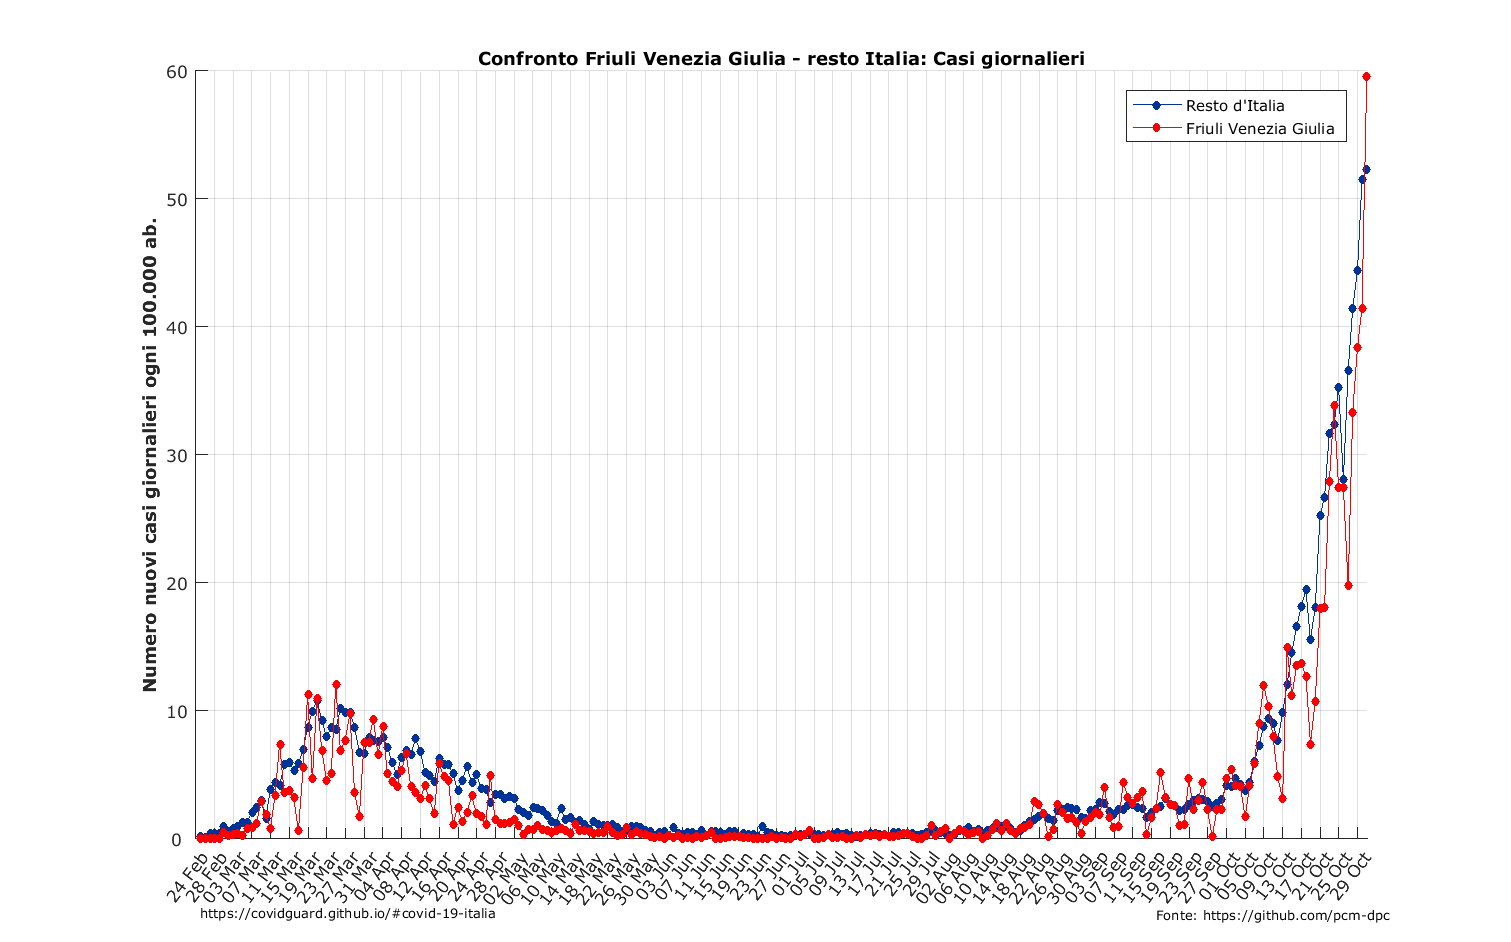 Confronto Friuli Venezia Giulia - resto Italia: Casi giornalieri
Numero nuovi casi giornalieri ogni 100.000 ab.
60
50
40
30
20
10
0
Resto d'Italia
Friuli Venezia Giulia
24 Feb
28 Feb
03 Mar
07 Mar
11 Mar
15 Mar
19 Mar
23 Mar
27 Mar
31 Mar
04 Apr
08 Apr
12 Apr
16 Apr
20 Apr
24 Apr
28 Apr
02 May
06 May
10 May
14 May
18 May
22 May
26 May
30 May
03 Jun
07 Jun
11 Jun
15 Jun
19 Jun
23 Jun
27 Jun
01 Jul
05 Jul
09 Jul
13 Jul
17 Jul
21 Jul
25 Jul
29 Jul
02 Aug
06 Aug
10 Aug
14 Aug
18 Aug
22 Aug
26 Aug
30 Aug
03 Sep
07 Sep
11 Sep
15 Sep
19 Sep
23 Sep
27 Sep
01 Oct
05 Oct
09 Oct
13 Oct
17 Oct
21 Oct
25 Oct
29 Oct
https://covidguard.github.io/#covid-19-italia
Fonte: https://github.com/pcm-dpc